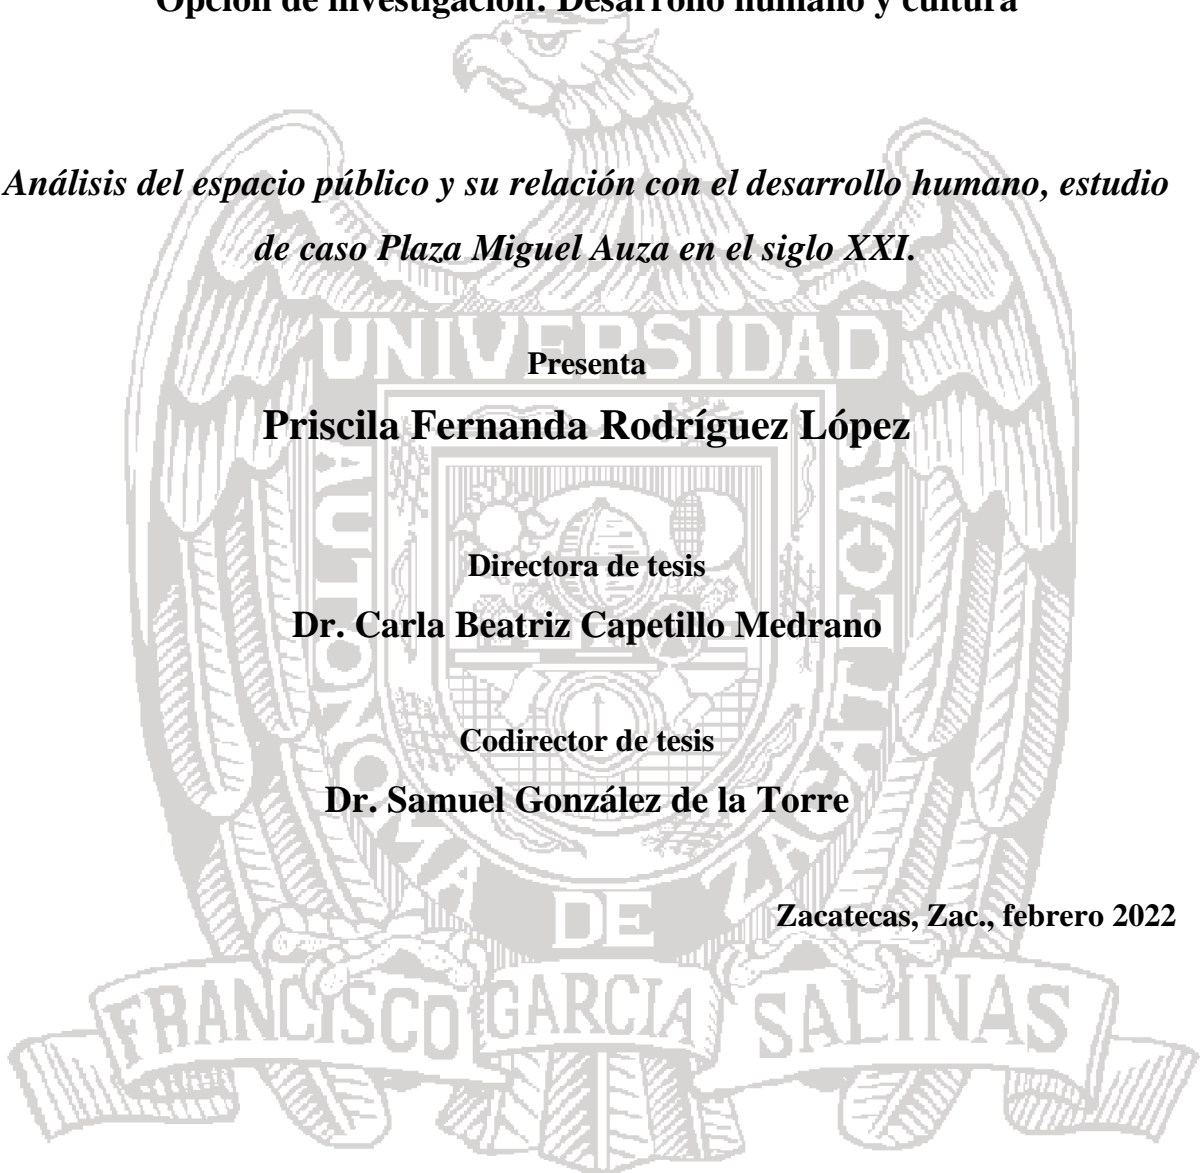 Opción de investigación: Desarrollo humano y cultura
Análisis del espacio público y su relación con el desarrollo humano, estudio
de caso Plaza Miguel Auza en el siglo XXI.
UNIVERSIDAD
Presenta
Priscila Fernanda Rodríguez López
AUTONOMA
Directora de tesis
Dr. Carla Beatriz Capetillo Medrano
Codirector de tesis
Dr. Samuel González de la Torre
DE
ZACATECAS
Zacatecas, Zac., febrero 2022
FRANCISCO GARCIA SALINAS